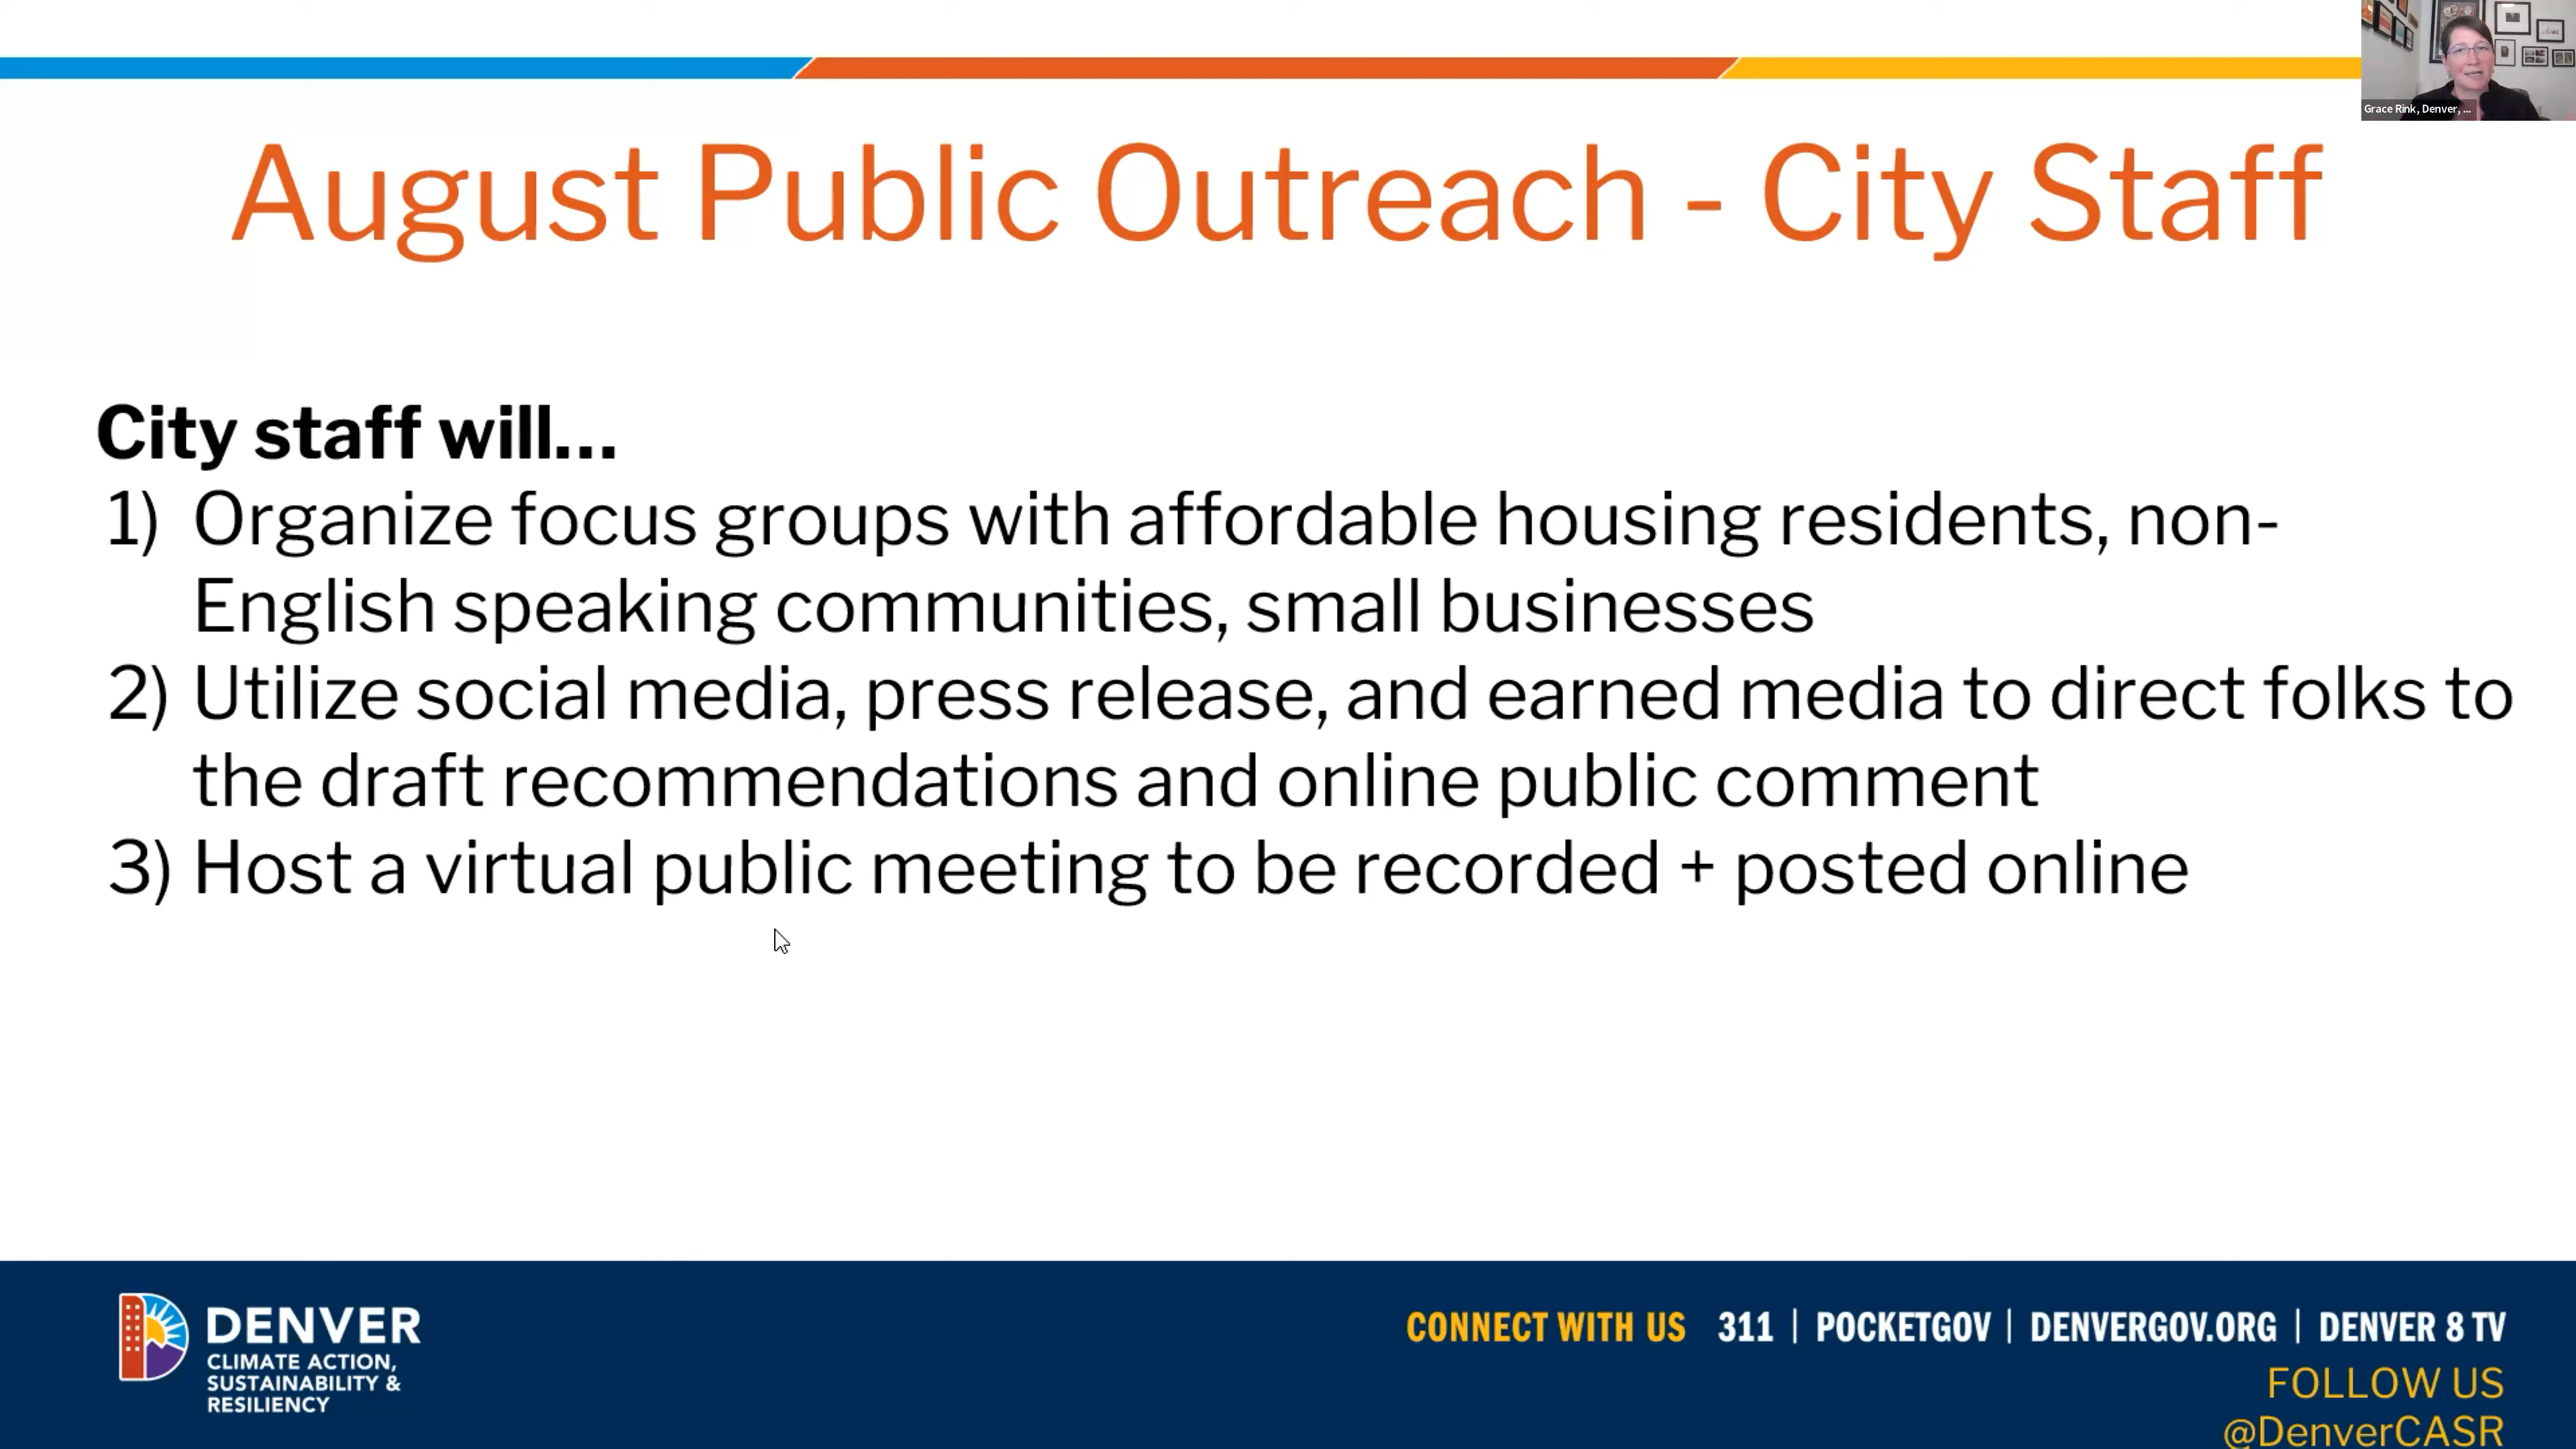 Grace Rink, Denver, ...
August Public Outreach - City Staff
City staff will...
1) Organize focus groups with affordable housing residents, non-
English speaking communities, small businesses
2) Utilize social media, press release, and earned media to direct folks to
the draft recommendations and online public comment
3) Host a virtual public meeting to be recorded + posted online
DENVER
CLIMATE ACTION,
SUSTAINABILITY &
RESILIENCY
CONNECT WITH US 311 | POCKETGOV | DENVERGOV.ORG | DENVER 8 TV
FOLLOW US
@DenverCASR